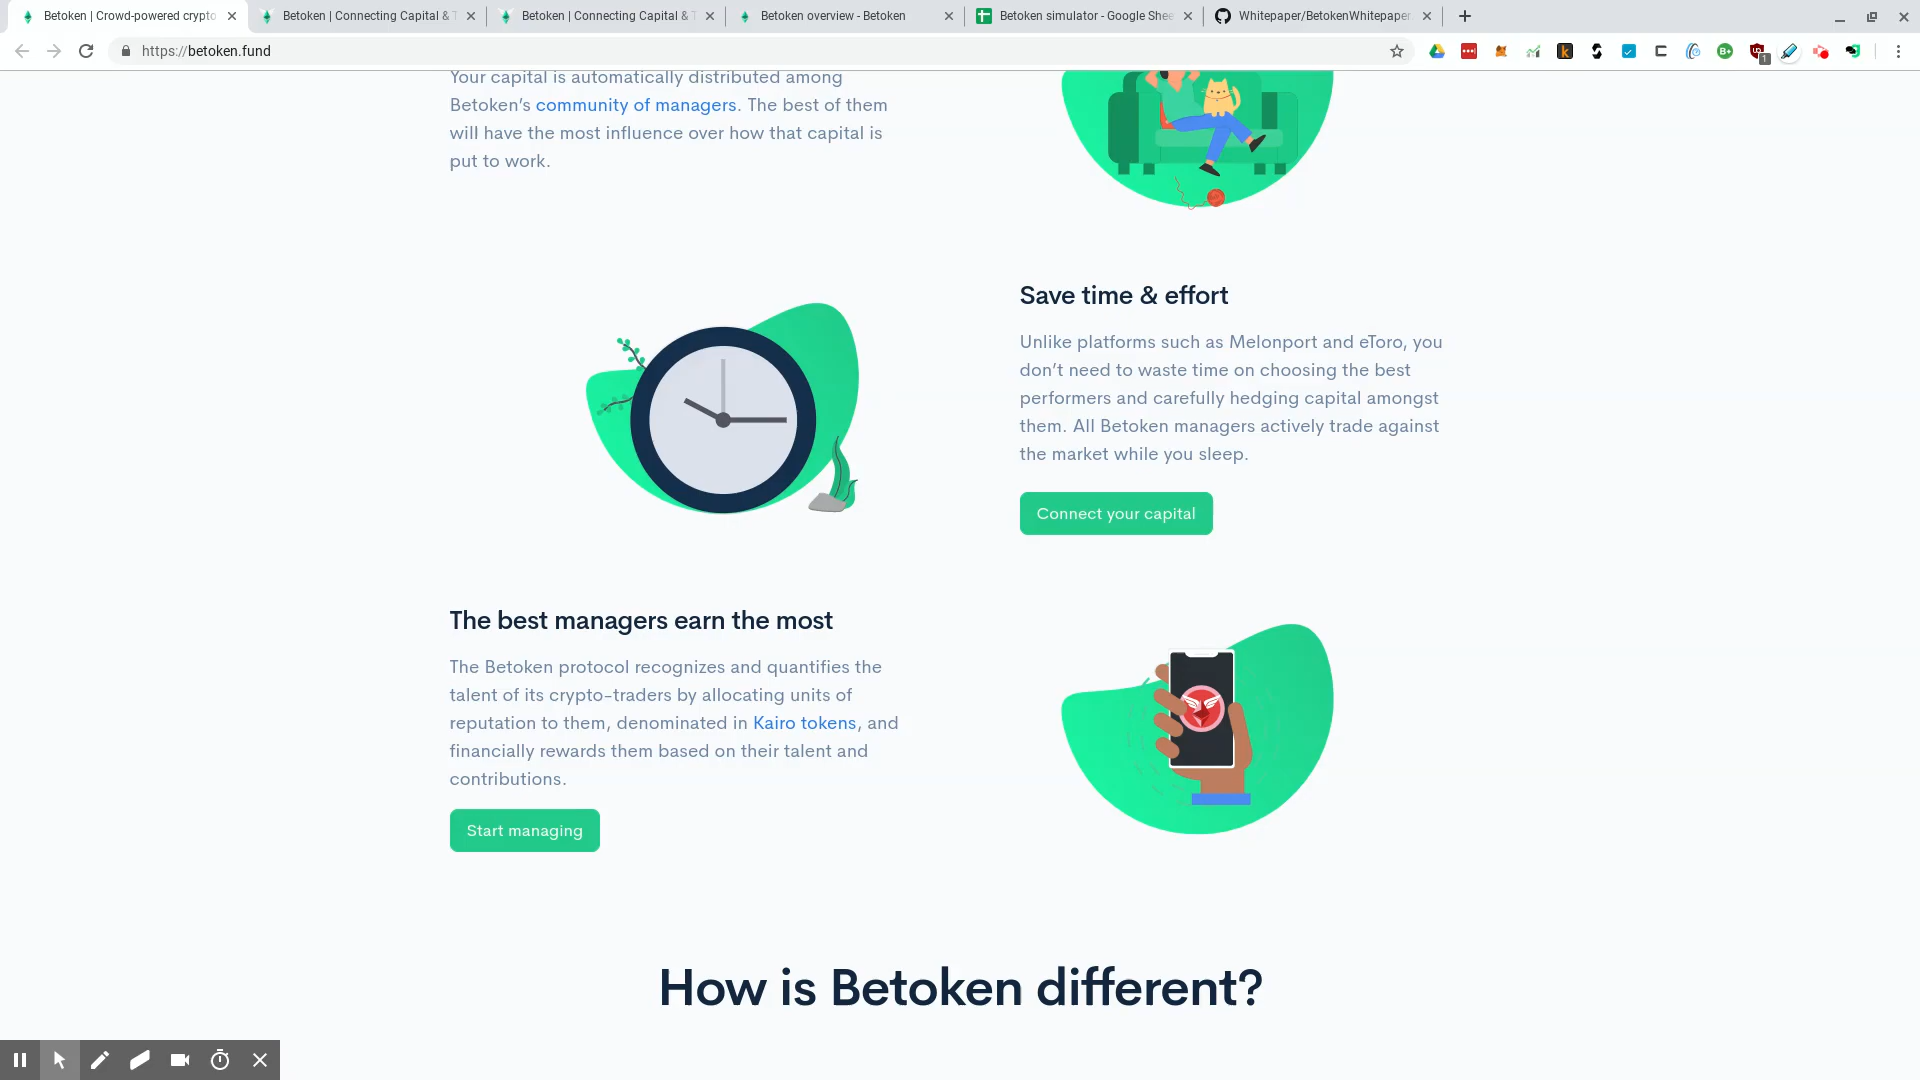 Betoken | Crowd-powered crypto
Betoken | Connecting Capital & T
Betoken | Connecting Capital & T
Betoken overview - Betoken
Betoken simulator - Google Shee
Whitepaper/BetokenWhitepaper.
https://betoken.fund
1
Your capital is automatically distributed among
Betoken’s community of managers. The best of them
will have the most influence over how that capital is
put to work.
Save time & effort
Unlike platforms such as Melonport and eToro, you
don’t need to waste time on choosing the best
performers and carefully hedging capital amongst
them. All Betoken managers actively trade against
the market while you sleep.
Connect your capital
The best managers earn the most
The Betoken protocol recognizes and quantifies the
talent of its crypto-traders by allocating units of
reputation to them, denominated in Kairo tokens, and
financially rewards them based on their talent and
contributions.
Start managing
How is Betoken different?